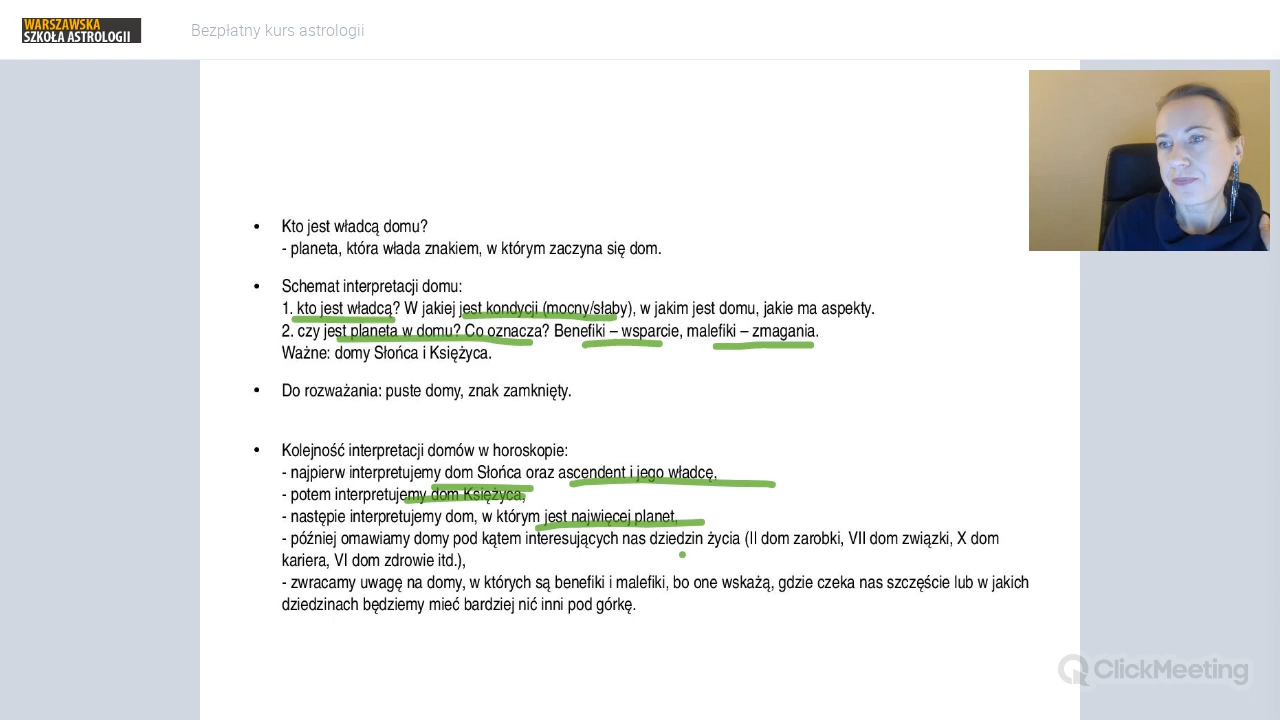 WARSZAWSKA
SZKOŁA ASTROLOGII
Bezpłatny kurs astrologii
• Kto jest władcą domu?
- planeta, która włada znakiem, w którym zaczyna się dom.
• Schemat interpretacji domu:
1. kto jest władcą? W jakiej jest kondycji (mocny/słaby), w jakim jest domu, jakie ma aspekty.
2. czy jest planeta w domu? Co oznacza? Benefiki – wsparcie, malefiki – zmagania.
Ważne: domy Słońca i Księżyca.
• Do rozważania: puste domy, znak zamknięty.
• Kolejność interpretacji domów w horoskopie:
- najpierw interpretujemy dom Słońca oraz ascendent i jego władcę,
- potem interpretujemy dom Księżyca,
- następie interpretujemy dom, w którym jest najwięcej planet,
- później omawiamy domy pod kątem interesujących nas dziedzin życia (II dom zarobki, VII dom związki, X dom
kariera, VI dom zdrowie itd.),
- zwracamy uwagę na domy, w których są benefiki i malefiki, bo one wskażą, gdzie czeka nas szczęście lub w jakich
dziedzinach będziemy mieć bardziej nić inni pod górkę.
ClickMeeting